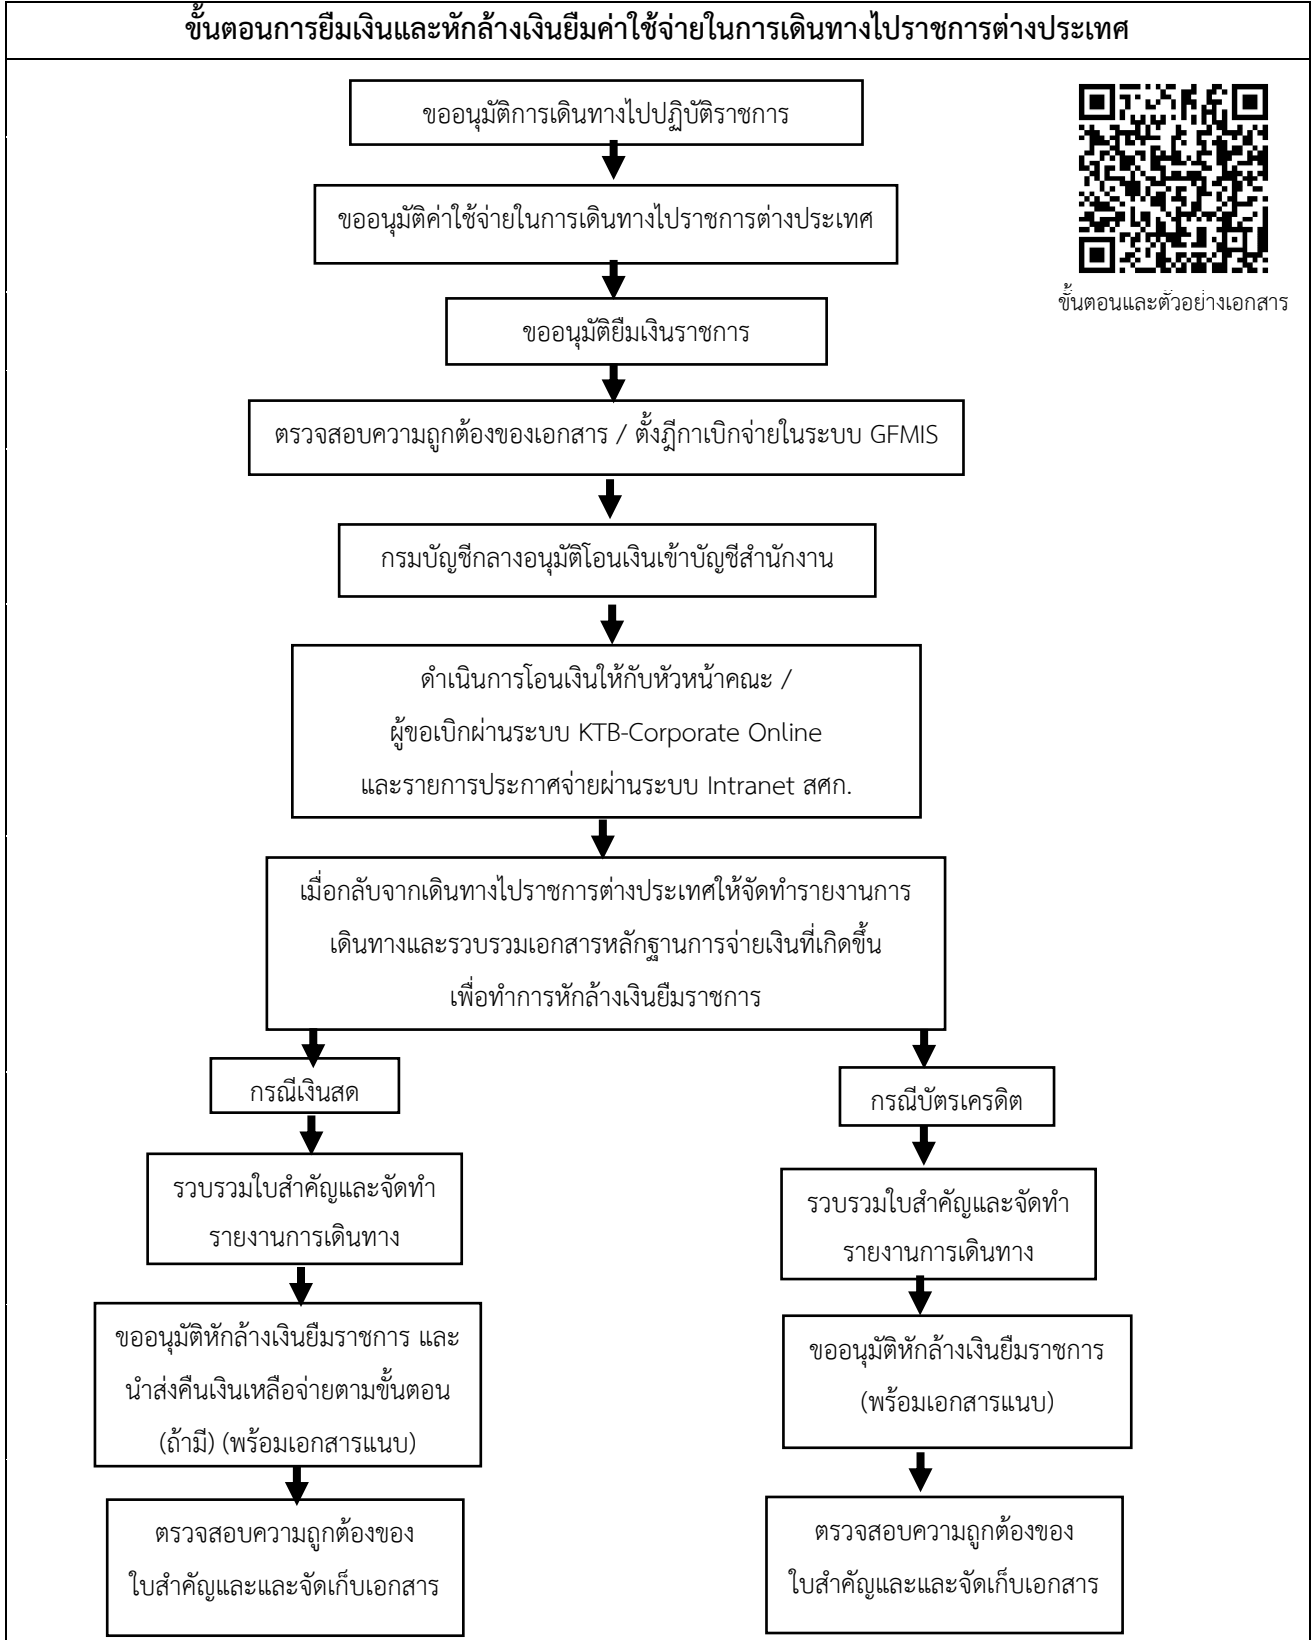 ขั้นตอนการยืมเงินและหักล้างเงินยืมค่าใช้จ่ายในการเดินทางไปราชการต่างประเทศ
ขออนุมัติการเดินทางไปปฏิบัติราชการ
ขออนุมัติค่าใช้จ่ายในการเดินทางไปราชการต่างประเทศ
ขั้นตอนและตัวอย่างเอกสาร
ขออนุมัติยืมเงินราชการ
ตรวจสอบความถูกต้องของเอกสาร / ตั้งฎีกาเบิกจ่ายในระบบ GFMIS
กรมบัญชีกลางอนุมัติโอนเงินเข้าบัญชีสำนักงาน
ดำเนินการโอนเงินให้กับหัวหน้าคณะ /
ผู้ขอเบิกผ่านระบบ KTB-Corporate Online
และรายการประกาศจ่ายผ่านระบบ Intranet สศก.
เมื่อกลับจากเดินทางไปราชการต่างประเทศให้จัดทำรายงานการ
เดินทางและรวบรวมเอกสารหลักฐานการจ่ายเงินที่เกิดขึ้น
เพื่อทำการหักล้างเงินยืมราชการ
กรณีเงินสด
รวบรวมใบสำคัญและจัดทำ
รายงานการเดินทาง
ขออนุมัติหักล้างเงินยืมราชการ และ
นำส่งคืนเงินเหลือจ่ายตามขั้นตอน
(ถ้ามี) (พร้อมเอกสารแนบ)
ตรวจสอบความถูกต้องของ
ใบสำคัญและและจัดเก็บเอกสาร
กรณีบัตรเครดิต
รวบรวมใบสำคัญและจัดทำ
รายงานการเดินทาง
ขออนุมัติหักล้างเงินยืมราชการ
(พร้อมเอกสารแนบ)
ตรวจสอบความถูกต้องของ
ใบสำคัญและและจัดเก็บเอกสาร